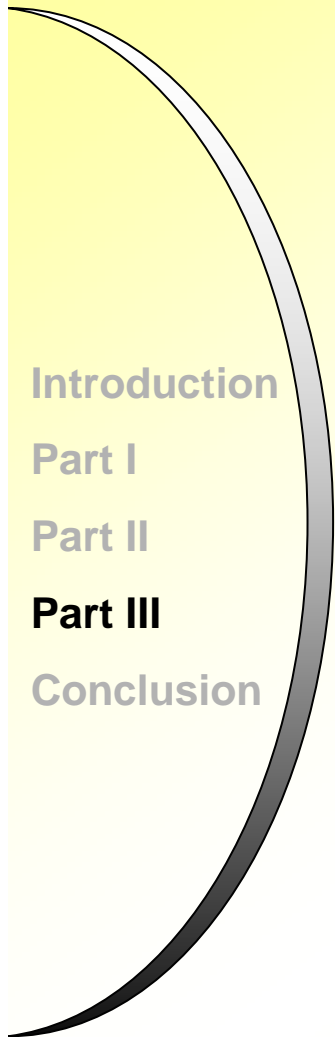 Introduction
Part I
Part II
Part III
Conclusion